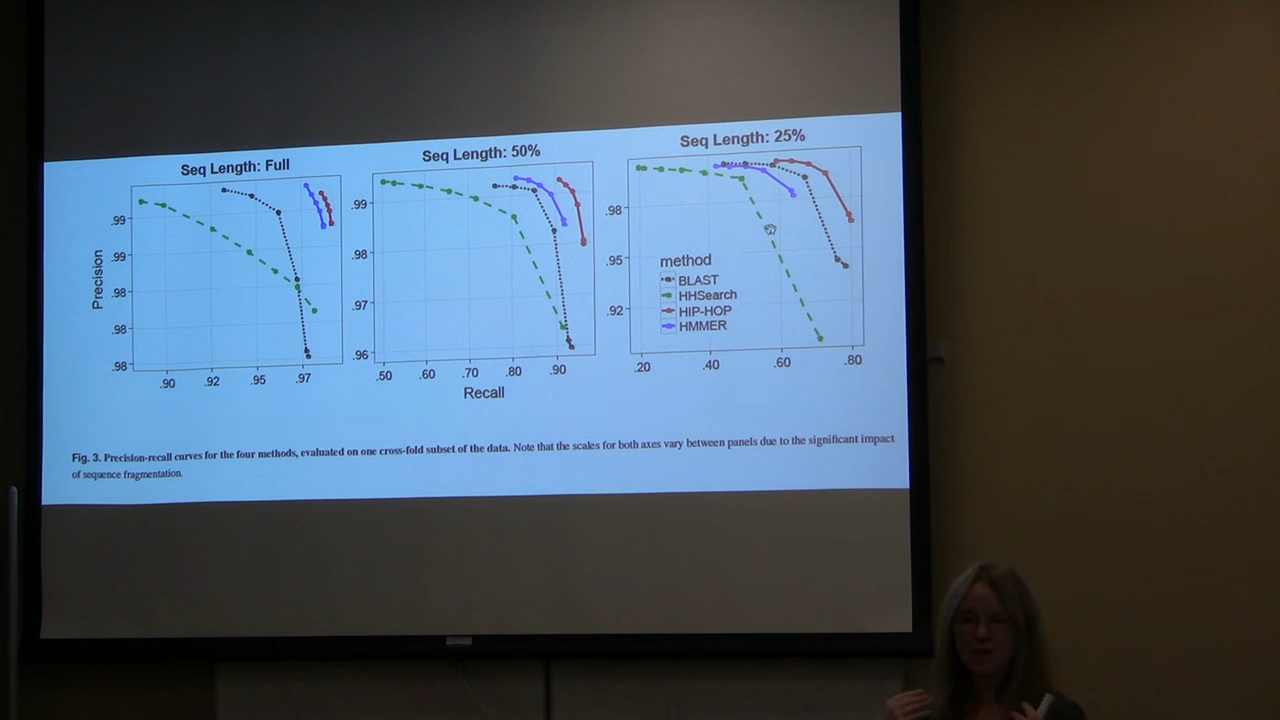 Seq Length: Full
Seq Length: 50%
Seq Length: 25%
Precision
.99
.99
.98
.98
.98
.90
.92
.95
.97
.99
.98
.97
.96
.50
.60
.70
.80
.90
Recall
.98
.95
.92
.20
.40
.60
.80
method
BLAST
HHSearch
HIP-HOP
HMMER
Fig. 3. Precision-recall curves for the four methods, evaluated on one cross-fold subset of the data. Note that the scales for both axes vary between panels due to the significant impact
of sequence fragmentation.